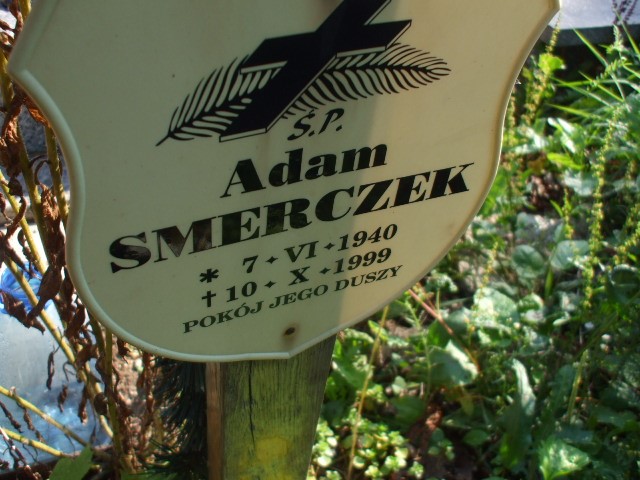 Ś.P.
Adam
SMERCZEK
* 7 • VI • 1940
† 10 • X • 1999
POKÓJ JEGO DUSZY